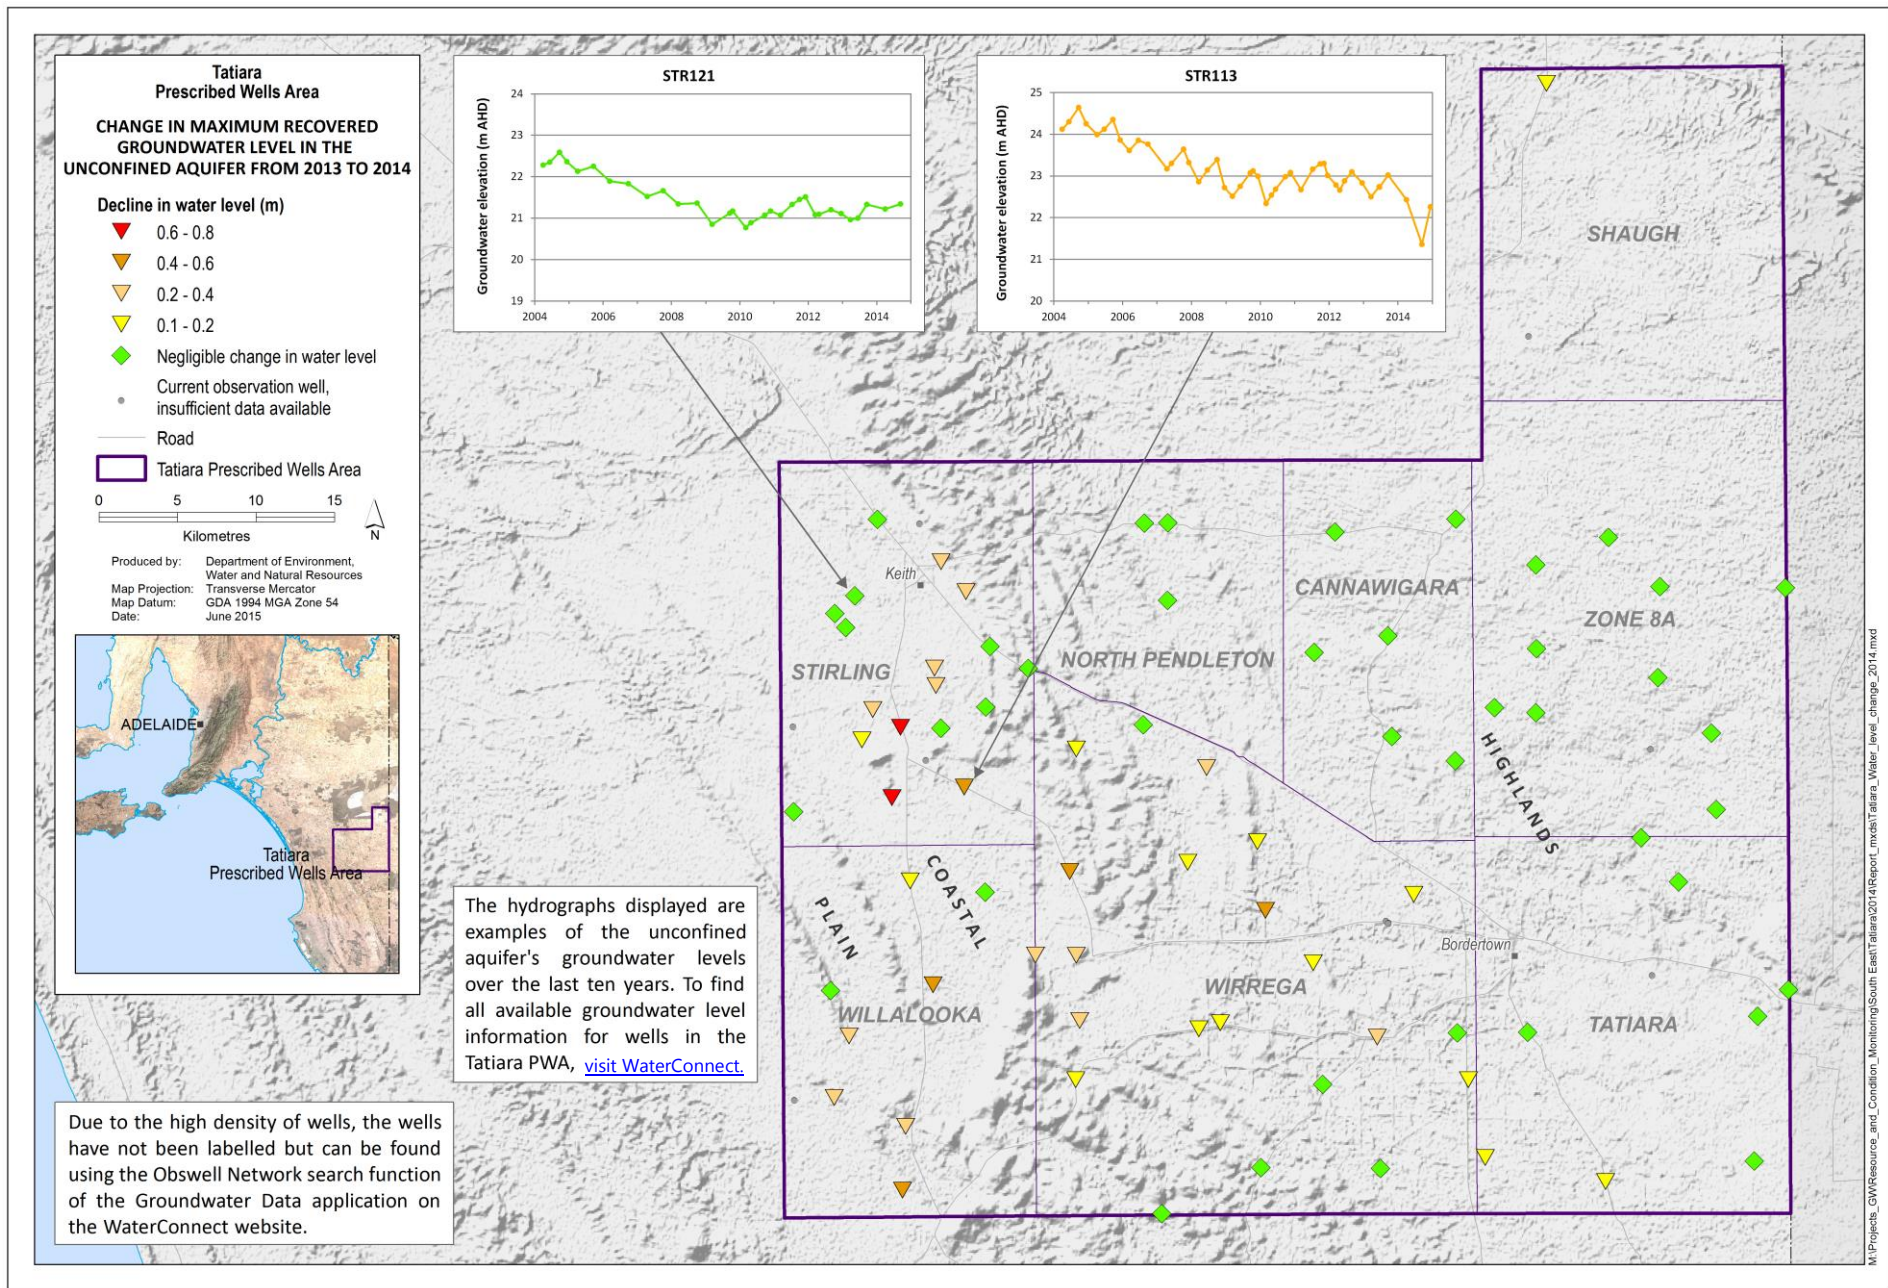 Tatiara
Prescribed Wells Area
CHANGE IN MAXIMUM RECOVERED
GROUNDWATER LEVEL IN THE
UNCONFINED AQUIFER FROM 2013 TO 2014
Decline in water level (m)
0.6 - 0.8
0.4 - 0.6
0.2 - 0.4
0.1 - 0.2
Negligible change in water level
Current observation well,
insufficient data available
Road
Tatiara Prescribed Wells Area
0 5 10 15
Kilometres
N
Produced by: Department of Environment,
Water and Natural Resources
Map Projection: Transverse Mercator
Map Datum: GDA 1994 MGA Zone 54
Date: June 2015
ADELAIDE
Tatiara
Prescribed Wells Area
STR121
Groundwater elevation (m AHD)
24
23
22
21
20
19
2004 2006 2008 2010 2012 2014
STR113
Groundwater elevation (m AHD)
25
24
23
22
21
20
2004 2006 2008 2010 2012 2014
SHAUGH
Keith
CANNAWIGARA
ZONE 8A
NORTH PENDLETON
STIRLING
HIGHLANDS
COASTAL
PLAIN
Bordertown
WIRREGA
WILLALOOKA
TATIARA
The hydrographs displayed are
examples of the unconfined
aquifer's groundwater levels
over the last ten years. To find
all available groundwater level
information for wells in the
Tatiara PWA, visit WaterConnect.
Due to the high density of wells, the wells
have not been labelled but can be found
using the Obswell Network search function
of the Groundwater Data application on
the WaterConnect website.
M:\Projects_GW\Resource_and_Condition_Monitoring\South East\Tatiara\2014\Report_mxds\Tatiara_Water_level_change_2014.mxd